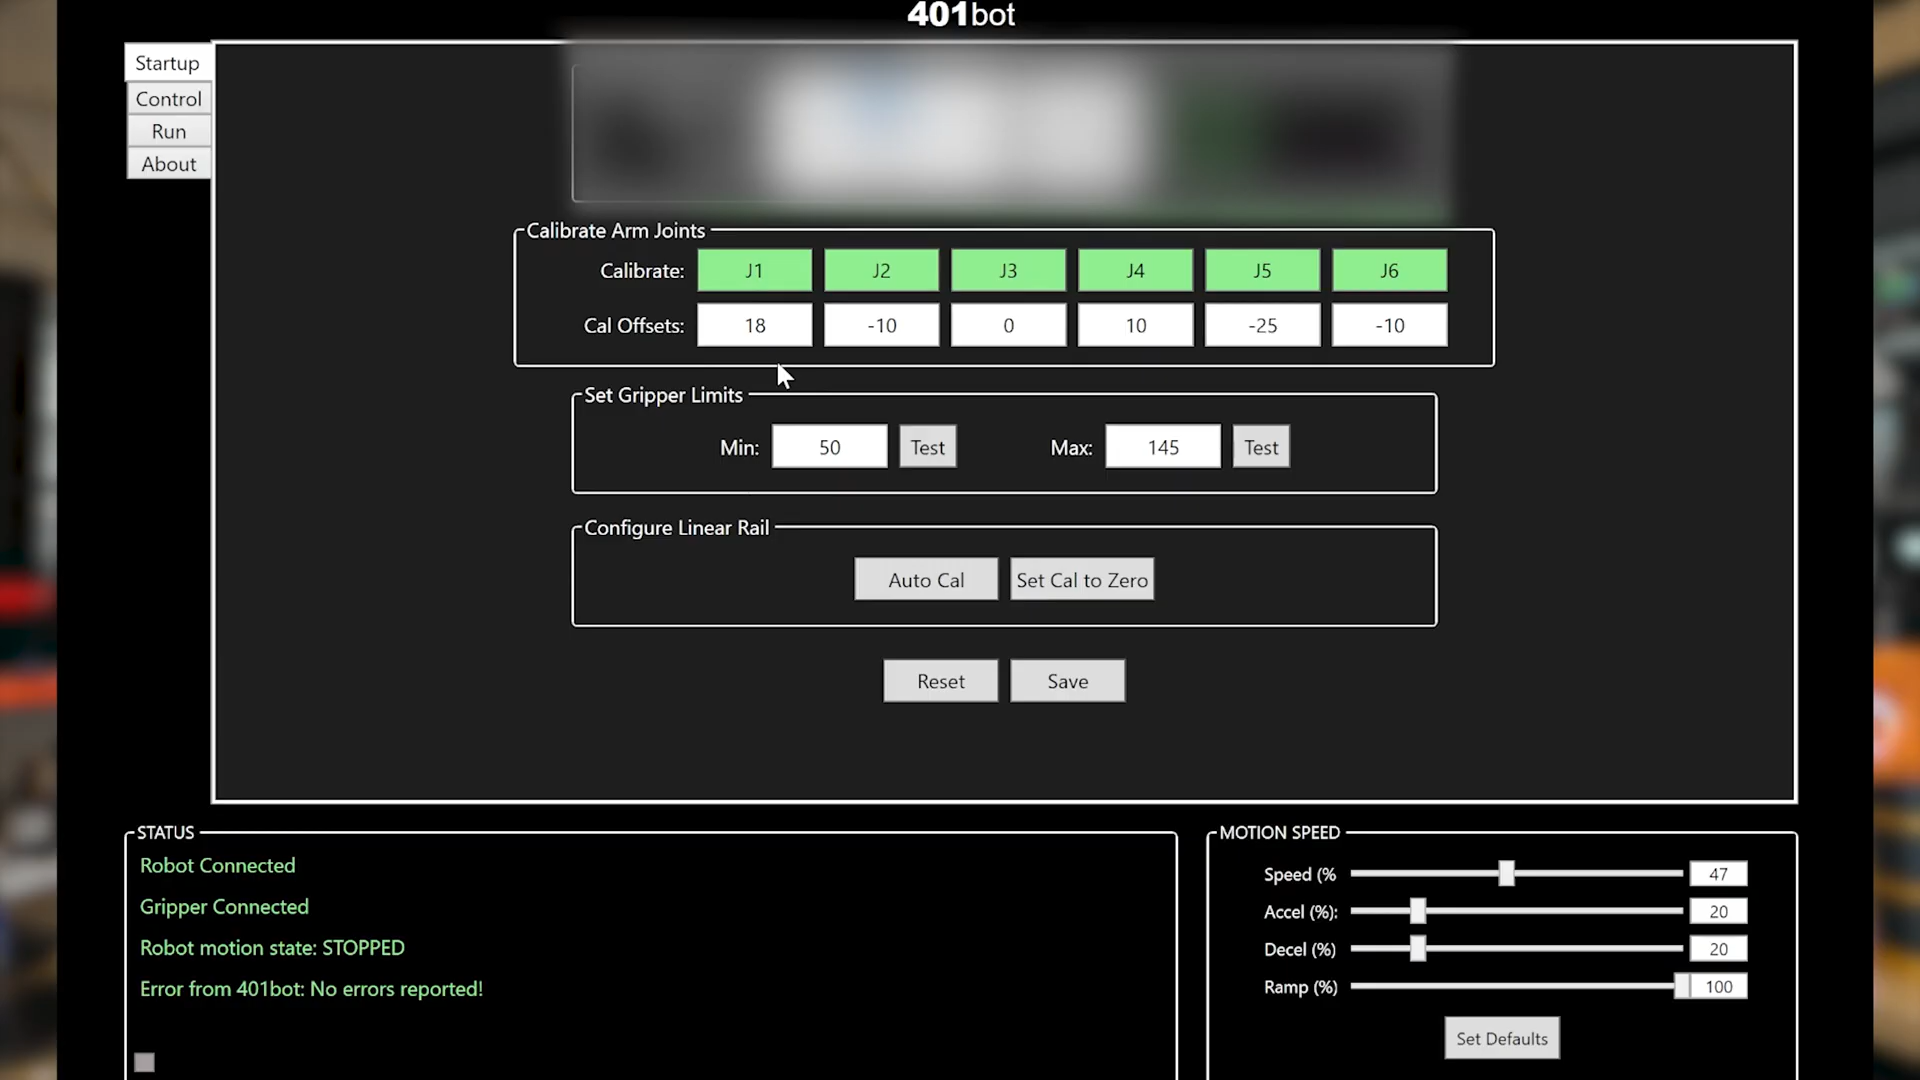 401bot
Startup
Control
Run
About
Calibrate Arm Joints
Calibrate: J1 J2 J3 J4 J5 J6
Cal Offsets: 18 -10 0 10 -25 -10
Set Gripper Limits
Min: 50 Test Max: 145 Test
Configure Linear Rail
Auto Cal Set Cal to Zero
Reset Save
STATUS
Robot Connected
Gripper Connected
Robot motion state: STOPPED
Error from 401bot: No errors reported!
MOTION SPEED
Speed (% 47
Accel (%): 20
Decel (%) 20
Ramp (%) 100
Set Defaults